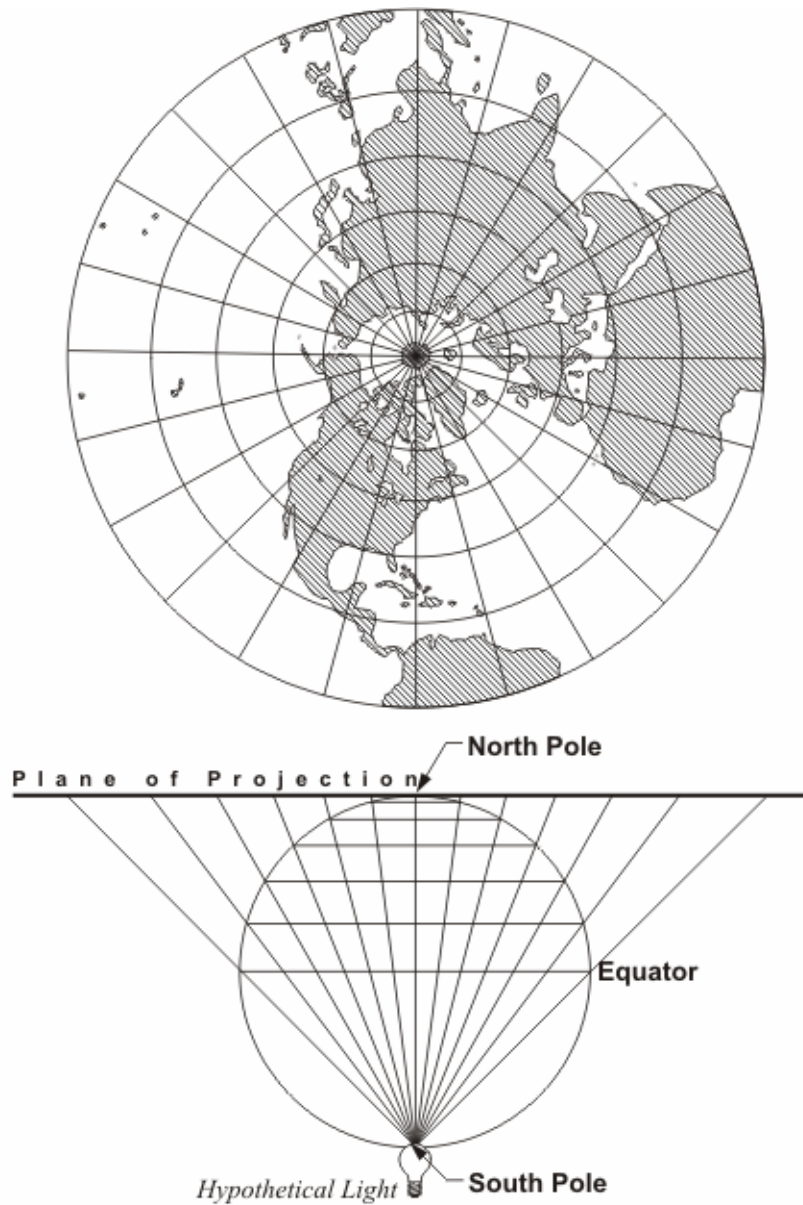 North Pole
Plane of Projection
Equator
South Pole
Hypothetical Light